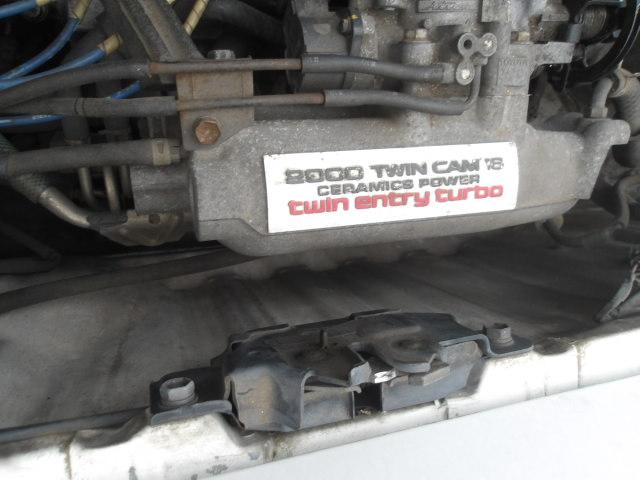 2000 TWIN CAM 16
CERAMICS POWER
twin entry turbo